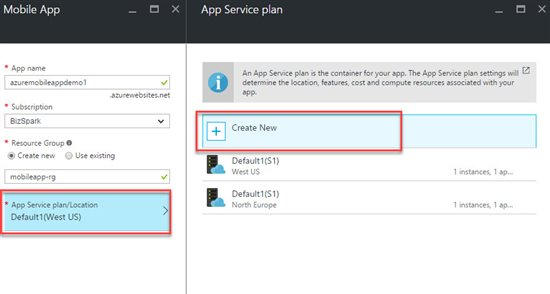 Mobile App
* App name
azuremobileappdemo1
.azurewebsites.net
* Subscription
BizSpark
* Resource Group
Create new Use existing
mobileapp-rg
* App Service plan/Location
Default1(West US)
App Service plan
An App Service plan is the container for your app. The App Service plan settings will
determine the location, features, cost and compute resources associated with your
app.
Create New
Default1(S1)
West US 1 instances, 1 ap...
Default1(S1)
North Europe 1 instances, 1 ap...